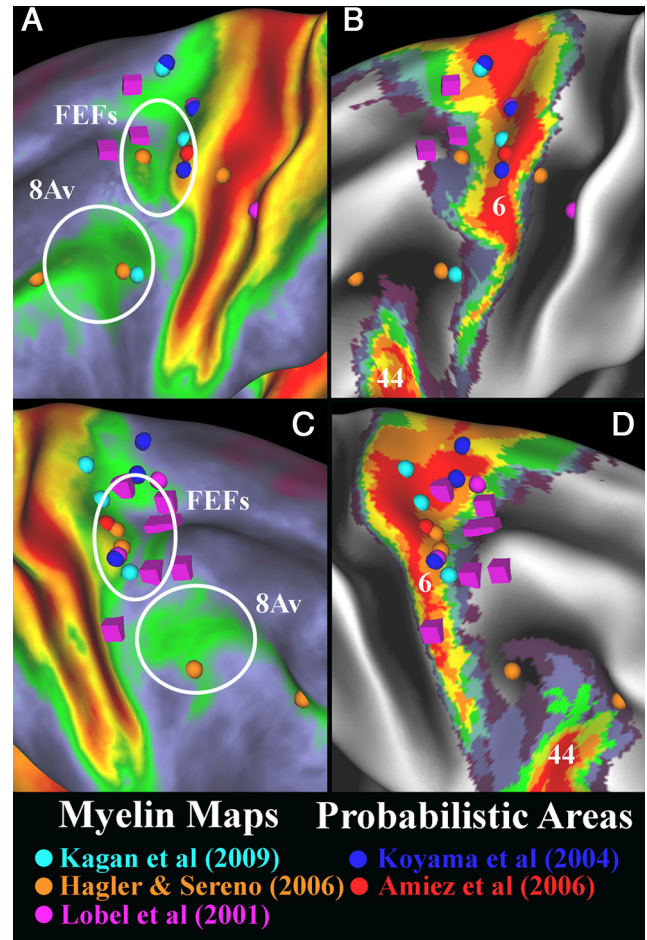 A
B
FEFs
8Av
6
44
C
D
FEFs
8Av
6
44
Myelin Maps Probabilistic Areas
Kagan et al (2009) Koyama et al (2004)
Hagler & Sereno (2006) Amiez et al (2006)
Lobel et al (2001)